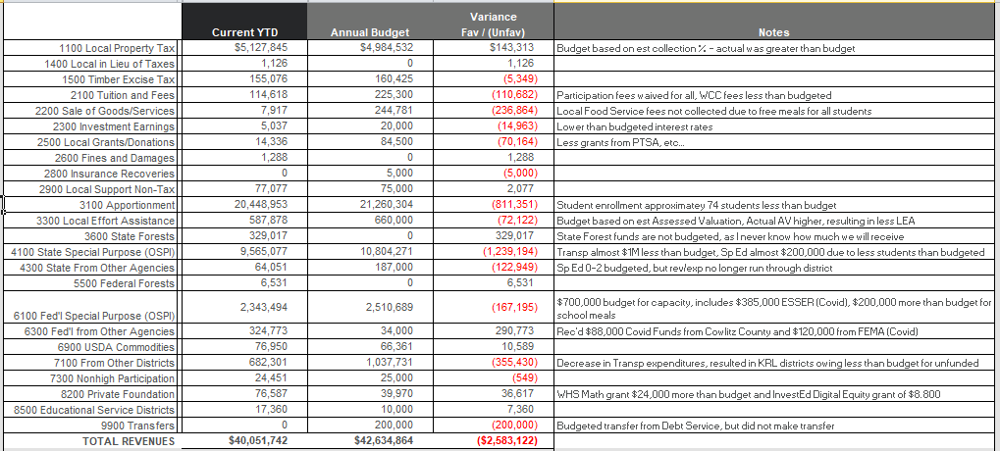 Variance
Current YTD Annual Budget Fav / (Unfav) Notes
1100 Local Property Tax $5,127,845 $4,984,532 $143,313 Budget based on est collection % - actual was greater than budget
1400 Local in Lieu of Taxes 1,126 0 1,126
1500 Timber Excise Tax 155,076 160,425 (5,349)
2100 Tuition and Fees 114,618 225,300 (110,682) Participation fees waived for all, WCC fees less than budgeted
2200 Sale of Goods/Services 7,917 244,781 (236,864) Local Food Service fees not collected due to free meals for all students
2300 Investment Earnings 5,037 20,000 (14,963) Lower than budgeted interest rates
2500 Local Grants/Donations 14,336 84,500 (70,164) Less grants from PTSA, etc...
2600 Fines and Damages 1,288 0 1,288
2800 Insurance Recoveries 0 5,000 (5,000)
2900 Local Support Non-Tax 77,077 75,000 2,077
3100 Apportionment 20,448,953 21,260,304 (811,351) Student enrollment approximatey 74 students less than budget
3300 Local Effort Assistance 587,878 660,000 (72,122) Budget based on est Assessed Valuation, Actual AV higher, resulting in less LEA
3600 State Forests 329,017 0 329,017 State Forest funds are not budgeted, as I never know how much we will receive
4100 State Special Purpose (OSPI) 9,565,077 10,804,271 (1,239,194) Transp almost $1M less than budget, Sp Ed almost $200,000 due to less students than budgeted
4300 State From Other Agencies 64,051 187,000 (122,949) Sp Ed 0-2 budgeted, but rev/exp no longer run through district
5500 Federal Forests 6,531 0 6,531
$700,000 budget for capacity, includes $385,000 ESSER (Covid), $200,000 more than budget for
6100 Fed'l Special Purpose (OSPI) 2,343,494 2,510,689 (167,195) school meals
6300 Fed'l from Other Agencies 324,773 34,000 290,773 Rec'd $88,000 Covid Funds from Cowlitz County and $120,000 from FEMA (Covid)
6900 USDA Commodities 76,950 66,361 10,589
7100 From Other Districts 682,301 1,037,731 (355,430) Decrease in Transp expenditures, resulted in KRL districts owing less than budget for unfunded
7300 Nonhigh Participation 24,451 25,000 (549)
8200 Private Foundation 76,587 39,970 36,617 WHS Math grant $24,000 more than budget and InvestEd Digital Equity grant of $8.800
8500 Educational Service Districts 17,360 10,000 7,360
9900 Transfers 0 200,000 (200,000) Budgeted transfer from Debt Service, but did not make transfer
TOTAL REVENUES $40,051,742 $42,634,864 ($2,583,122)